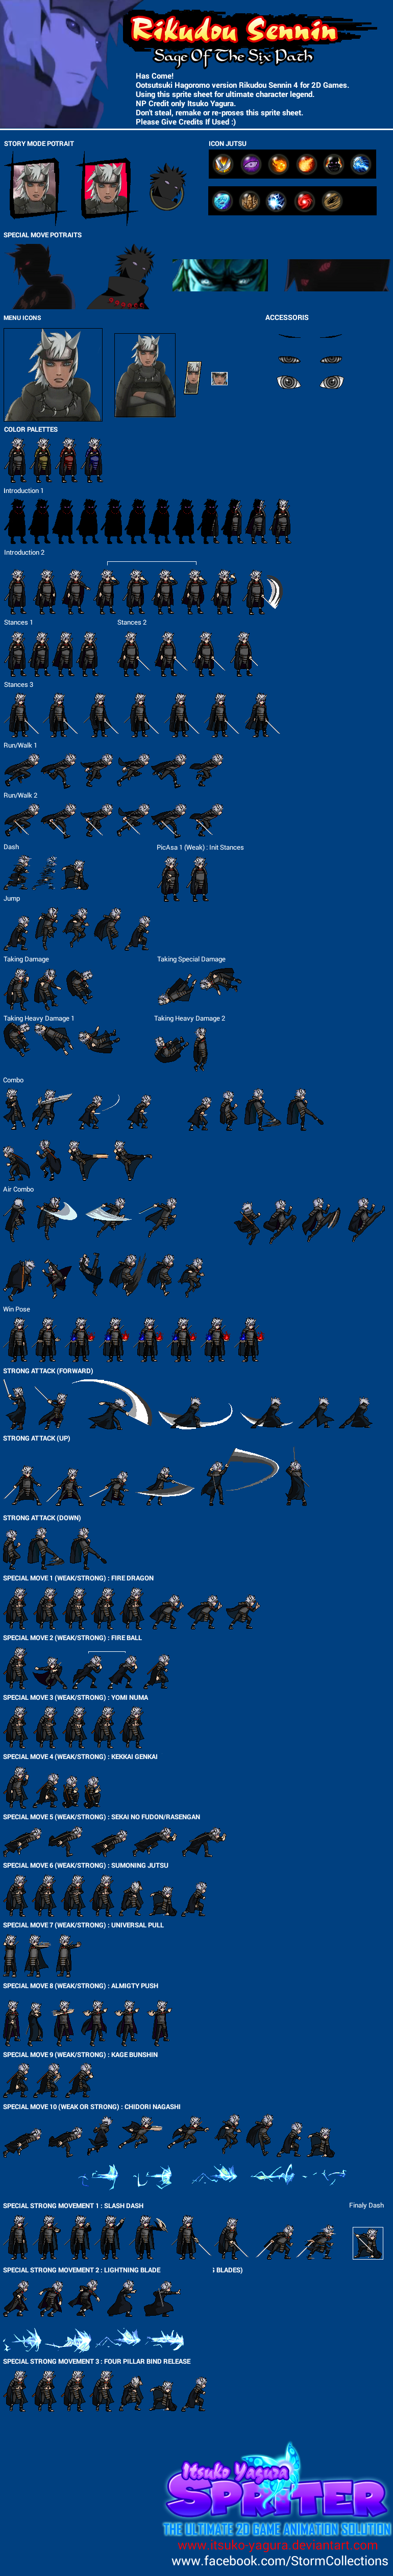 Rikudou Sennin
Sage Of The Six Path
Has Come!
Ootsutsuki Hagoromo version Rikudou Sennin 4 for 2D Games.
Using this sprite sheet for ultimate character legend.
NP Credit only Itsuko Yagura.
Don't steal, remake or re-proses this sprite sheet.
Please Give Credits If Used :)
STORY MODE POTRAIT
ICON JUTSU
SPECIAL MOVE POTRAITS
MENU ICONS
ACCESSORIS
COLOR PALETTES
Introduction 1
Introduction 2
Stances 1
Stances 2
Stances 3
Run/Walk 1
Run/Walk 2
Dash
PicAsa 1 (Weak) : Init Stances
Jump
Taking Damage
Taking Special Damage
Taking Heavy Damage 1
Taking Heavy Damage 2
Combo
Air Combo
Win Pose
STRONG ATTACK (FORWARD)
STRONG ATTACK (UP)
STRONG ATTACK (DOWN)
SPECIAL MOVE 1 (WEAK/STRONG) : FIRE DRAGON
SPECIAL MOVE 2 (WEAK/STRONG) : FIRE BALL
SPECIAL MOVE 3 (WEAK/STRONG) : YOMI NUMA
SPECIAL MOVE 4 (WEAK/STRONG) : KEKKAI GENKAI
SPECIAL MOVE 5 (WEAK/STRONG) : SEKAI NO FUDON/RASENGAN
SPECIAL MOVE 6 (WEAK/STRONG) : SUMONING JUTSU
SPECIAL MOVE 7 (WEAK/STRONG) : UNIVERSAL PULL
SPECIAL MOVE 8 (WEAK/STRONG) : ALMIGTY PUSH
SPECIAL MOVE 9 (WEAK/STRONG) : KAGE BUNSHIN
SPECIAL MOVE 10 (WEAK OR STRONG) : CHIDORI NAGASHI
SPECIAL STRONG MOVEMENT 1 : SLASH DASH
Finaly Dash
SPECIAL STRONG MOVEMENT 2 : LIGHTNING BLADE
BLADES)
SPECIAL STRONG MOVEMENT 3 : FOUR PILLAR BIND RELEASE
Itsuko Yagura
SPRITER
THE ULTIMATE 2D GAME ANIMATION SOLUTION
www.itsuko-yagura.deviantart.com
www.facebook.com/StormCollections